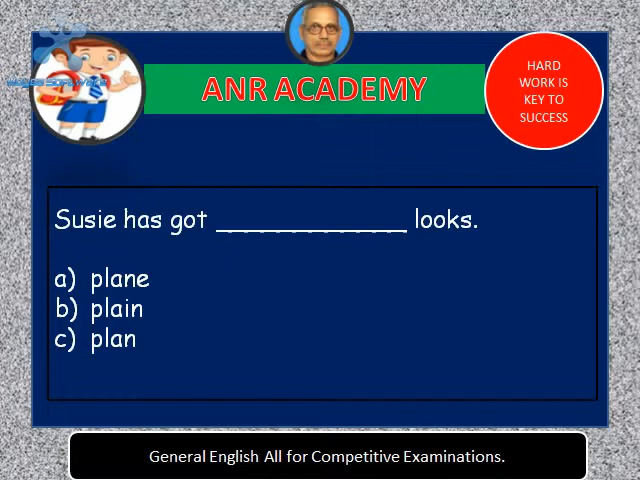 ANR ACADEMY
HARD
WORK IS
KEY TO
SUCCESS
Susie has got _____________ looks.
a) plane
b) plain
c) plan
General English All for Competitive Examinations.